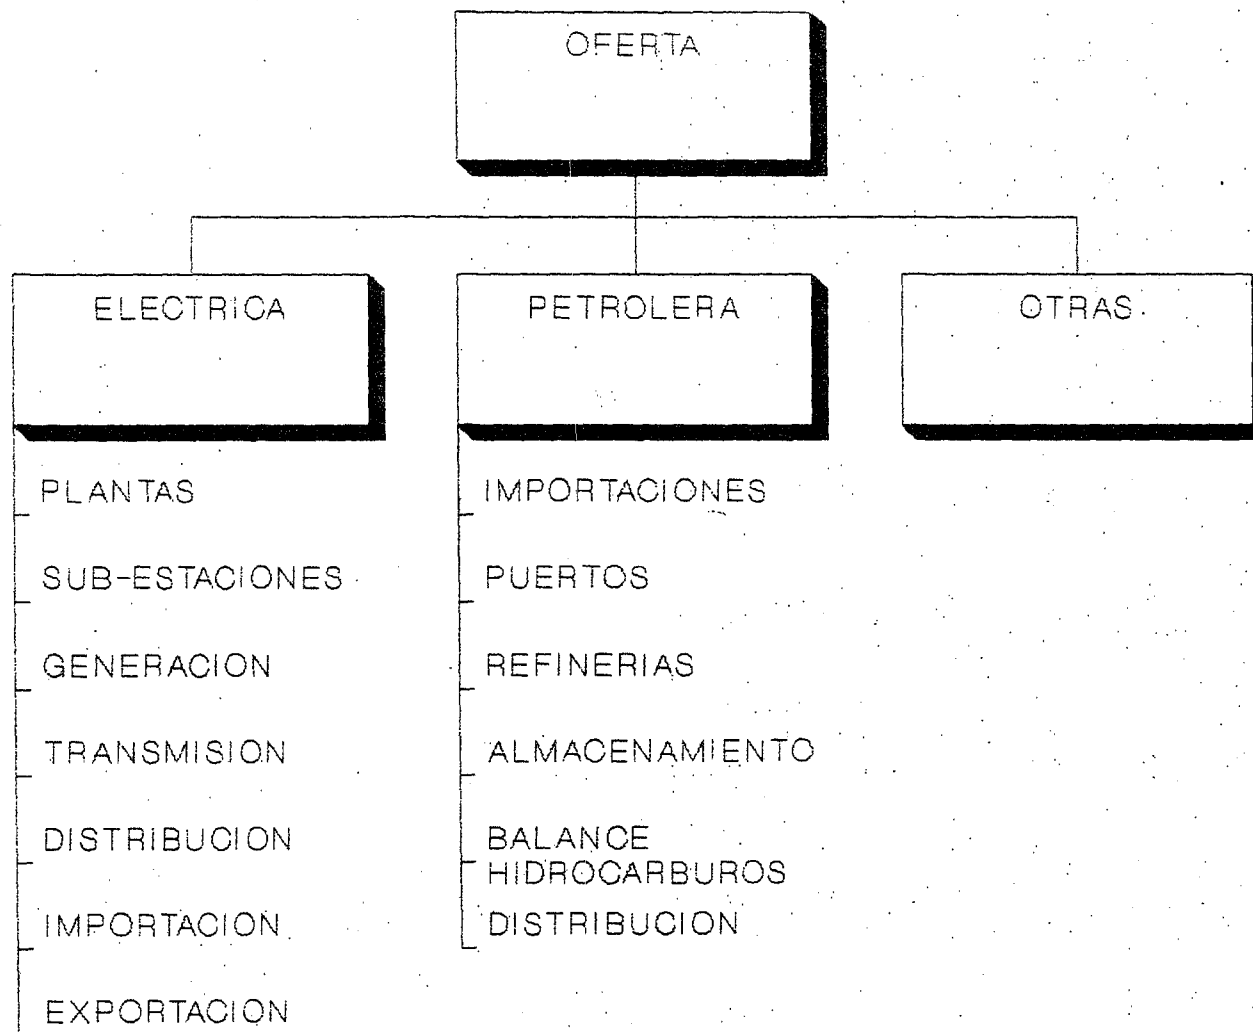 OFERTA
ELECTRICA
PETROLERA
OTRAS
PLANTAS
SUB-ESTACIONES
GENERACION
TRANSMISION
DISTRIBUCION
IMPORTACION
EXPORTACION
IMPORTACIONES
PUERTOS
REFINERIAS
ALMACENAMIENTO
BALANCE
HIDROCARBUROS
DISTRIBUCION